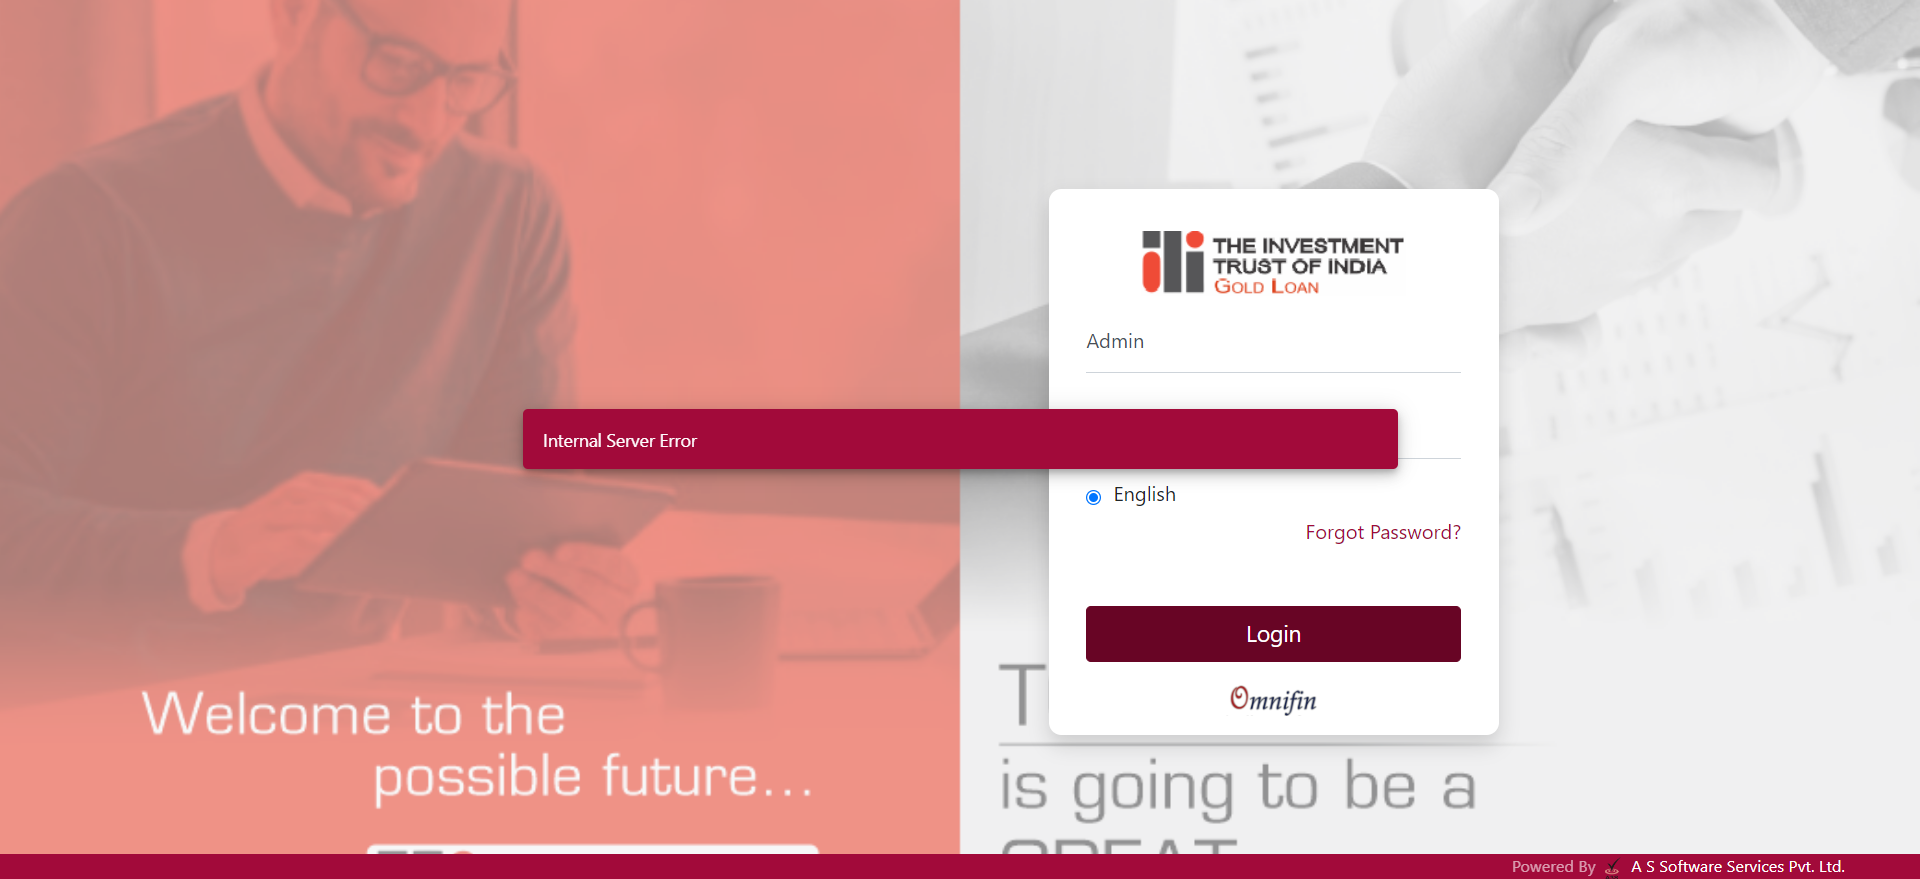 THE INVESTMENT
TRUST OF INDIA
GOLD LOAN
Admin
Internal Server Error
English
Forgot Password?
Login
Omnifin
Welcome to the
possible future...
T
is going to be a
GREAT
Powered By A S Software Services Pvt. Ltd.